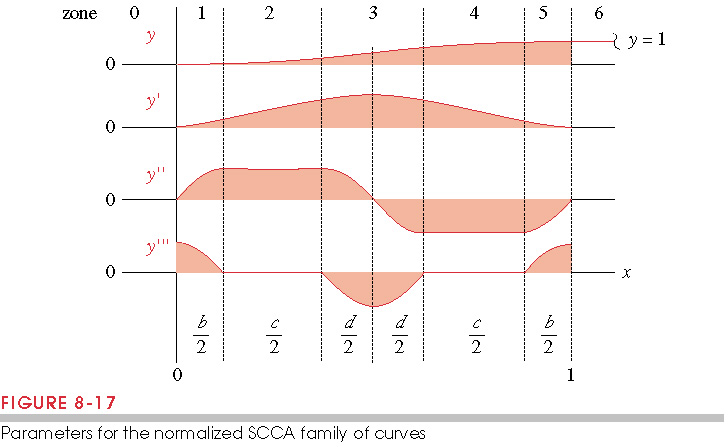 zone 0 1 2 3 4 5 6
y
0
y = 1
y'
0
y''
0
y'''
0
x
b/2 c/2 d/2 d/2 c/2 b/2
0 1
FIGURE 8-17
Parameters for the normalized SCCA family of curves